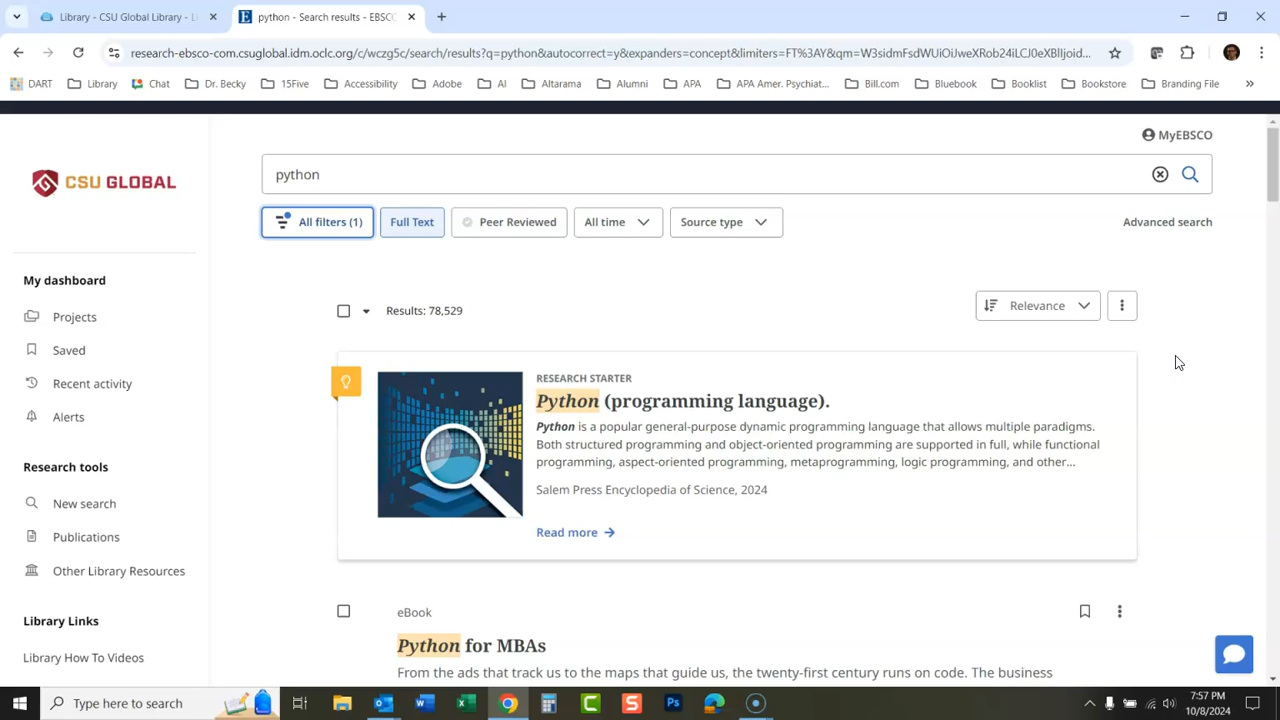 Library - CSU Global Library - L
python - Search results - EBSCO
research-ebsco-com.csuglobal.idm.oclc.org/c/wczg5c/search/results?q=python&autocorrect=y&expanders=concept&limiters=FT%3AY&qm=W3sidmFsdWUiOiJweXRob24iLCJ0eXBlIjoid...
DART
Library
Chat
Dr. Becky
15Five
Accessibility
Adobe
AI
Altarama
Alumni
APA
APA Amer. Psychiat...
Bill.com
Bluebook
Booklist
Bookstore
Branding File
MyEBSCO
CSU GLOBAL
python
All filters (1)
Full Text
Peer Reviewed
All time
Source type
Advanced search
My dashboard
Projects
Saved
Recent activity
Alerts
Research tools
New search
Publications
Other Library Resources
Library Links
Library How To Videos
Results: 78,529
Relevance
RESEARCH STARTER
Python (programming language).
Python is a popular general-purpose dynamic programming language that allows multiple paradigms.
Both structured programming and object-oriented programming are supported in full, while functional
programming, aspect-oriented programming, metaprogramming, logic programming, and other...
Salem Press Encyclopedia of Science, 2024
Read more
eBook
Python for MBAs
From the ads that track us to the maps that guide us, the twenty-first century runs on code. The business
Type here to search
7:57 PM
10/8/2024